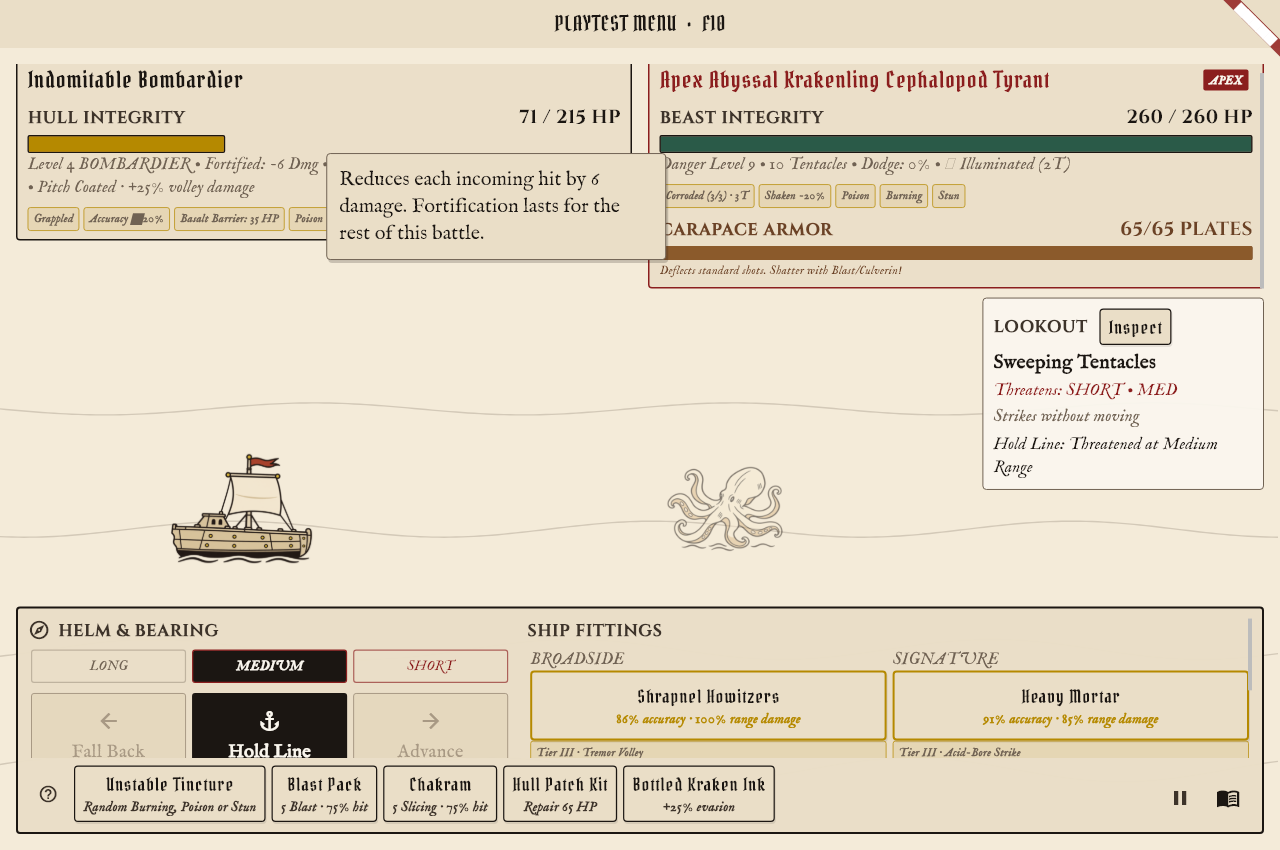 PLAYTEST MENU · F10
Indomitable Bombardier
HULL INTEGRITY 71 / 215 HP
Level 4 BOMBARDIER • Fortified: -6 Dmg •
• Pitch Coated · +25% volley damage
Grappled
Accuracy 20%
Basalt Barrier: 35 HP
Poison
Reduces each incoming hit by 6
damage. Fortification lasts for the
rest of this battle.
Apex Abyssal Krakenling Cephalopod Tyrant
APEX
BEAST INTEGRITY 260 / 260 HP
Danger Level 9 • 10 Tentacles • Dodge: 0% • Illuminated (2T)
Corroded (3/3) · 3T
Shaken -20%
Poison
Burning
Stun
CARAPACE ARMOR 65/65 PLATES
Deflects standard shots. Shatter with Blast/Culverin!
LOOKOUT
Inspect
Sweeping Tentacles
Threatens: SHORT • MED
Strikes without moving
Hold Line: Threatened at Medium
Range
HELM & BEARING
LONG
MEDIUM
SHORT
Fall Back
Hold Line
Advance
SHIP FITTINGS
BROADSIDE
Shrapnel Howitzers
86% accuracy · 100% range damage
Tier III · Tremor Volley
SIGNATURE
Heavy Mortar
91% accuracy · 85% range damage
Tier III · Acid-Bore Strike
Unstable Tincture
Random Burning, Poison or Stun
Blast Pack
5 Blast · 75% hit
Chakram
5 Slicing · 75% hit
Hull Patch Kit
Repair 65 HP
Bottled Kraken Ink
+25% evasion